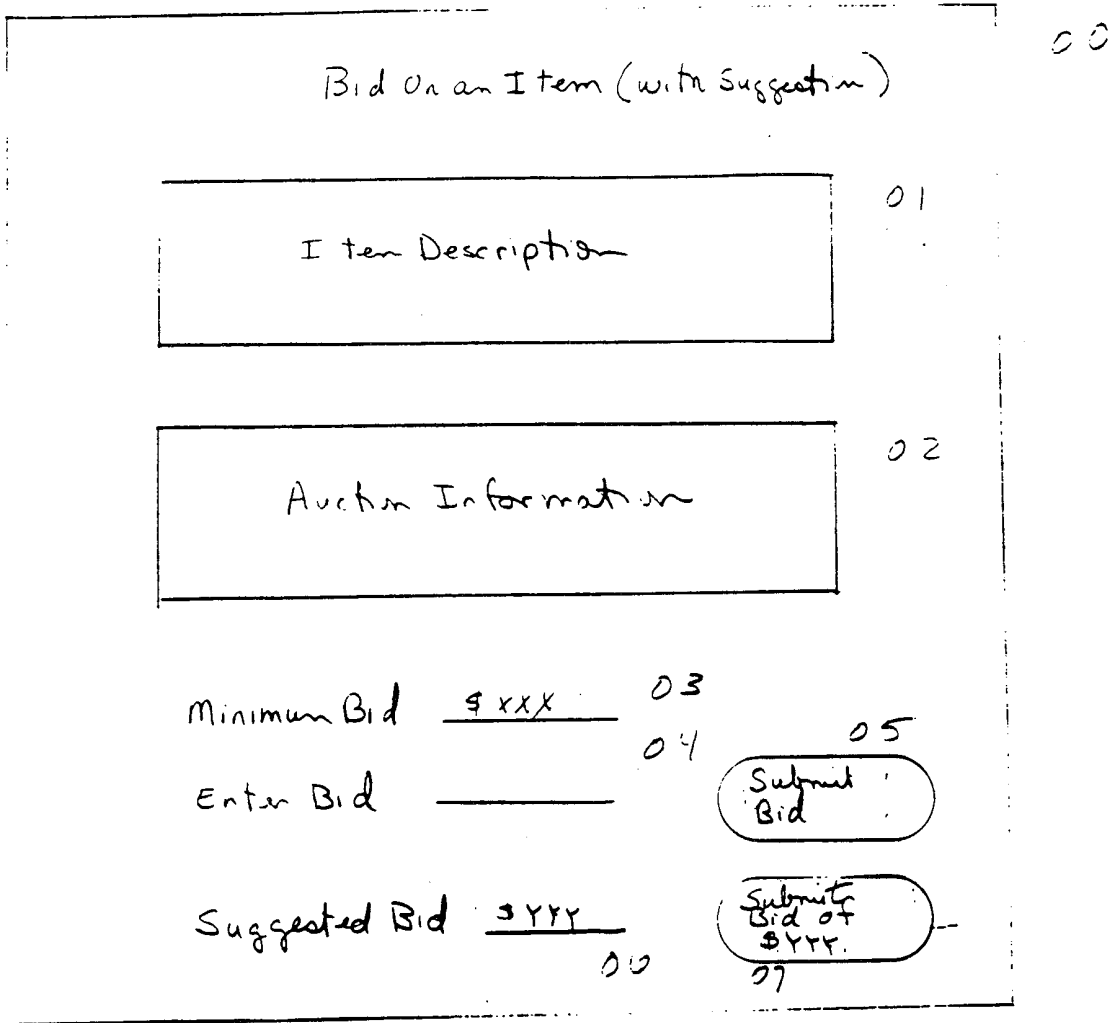 00
Bid On an Item (with Suggestion)
01
Item Description
02
Auction Information
Minimum Bid $ XXX 03
04 05
Enter Bid Submit
Bid
Suggested Bid $YYY Submit
Bid of
$YYY.
07